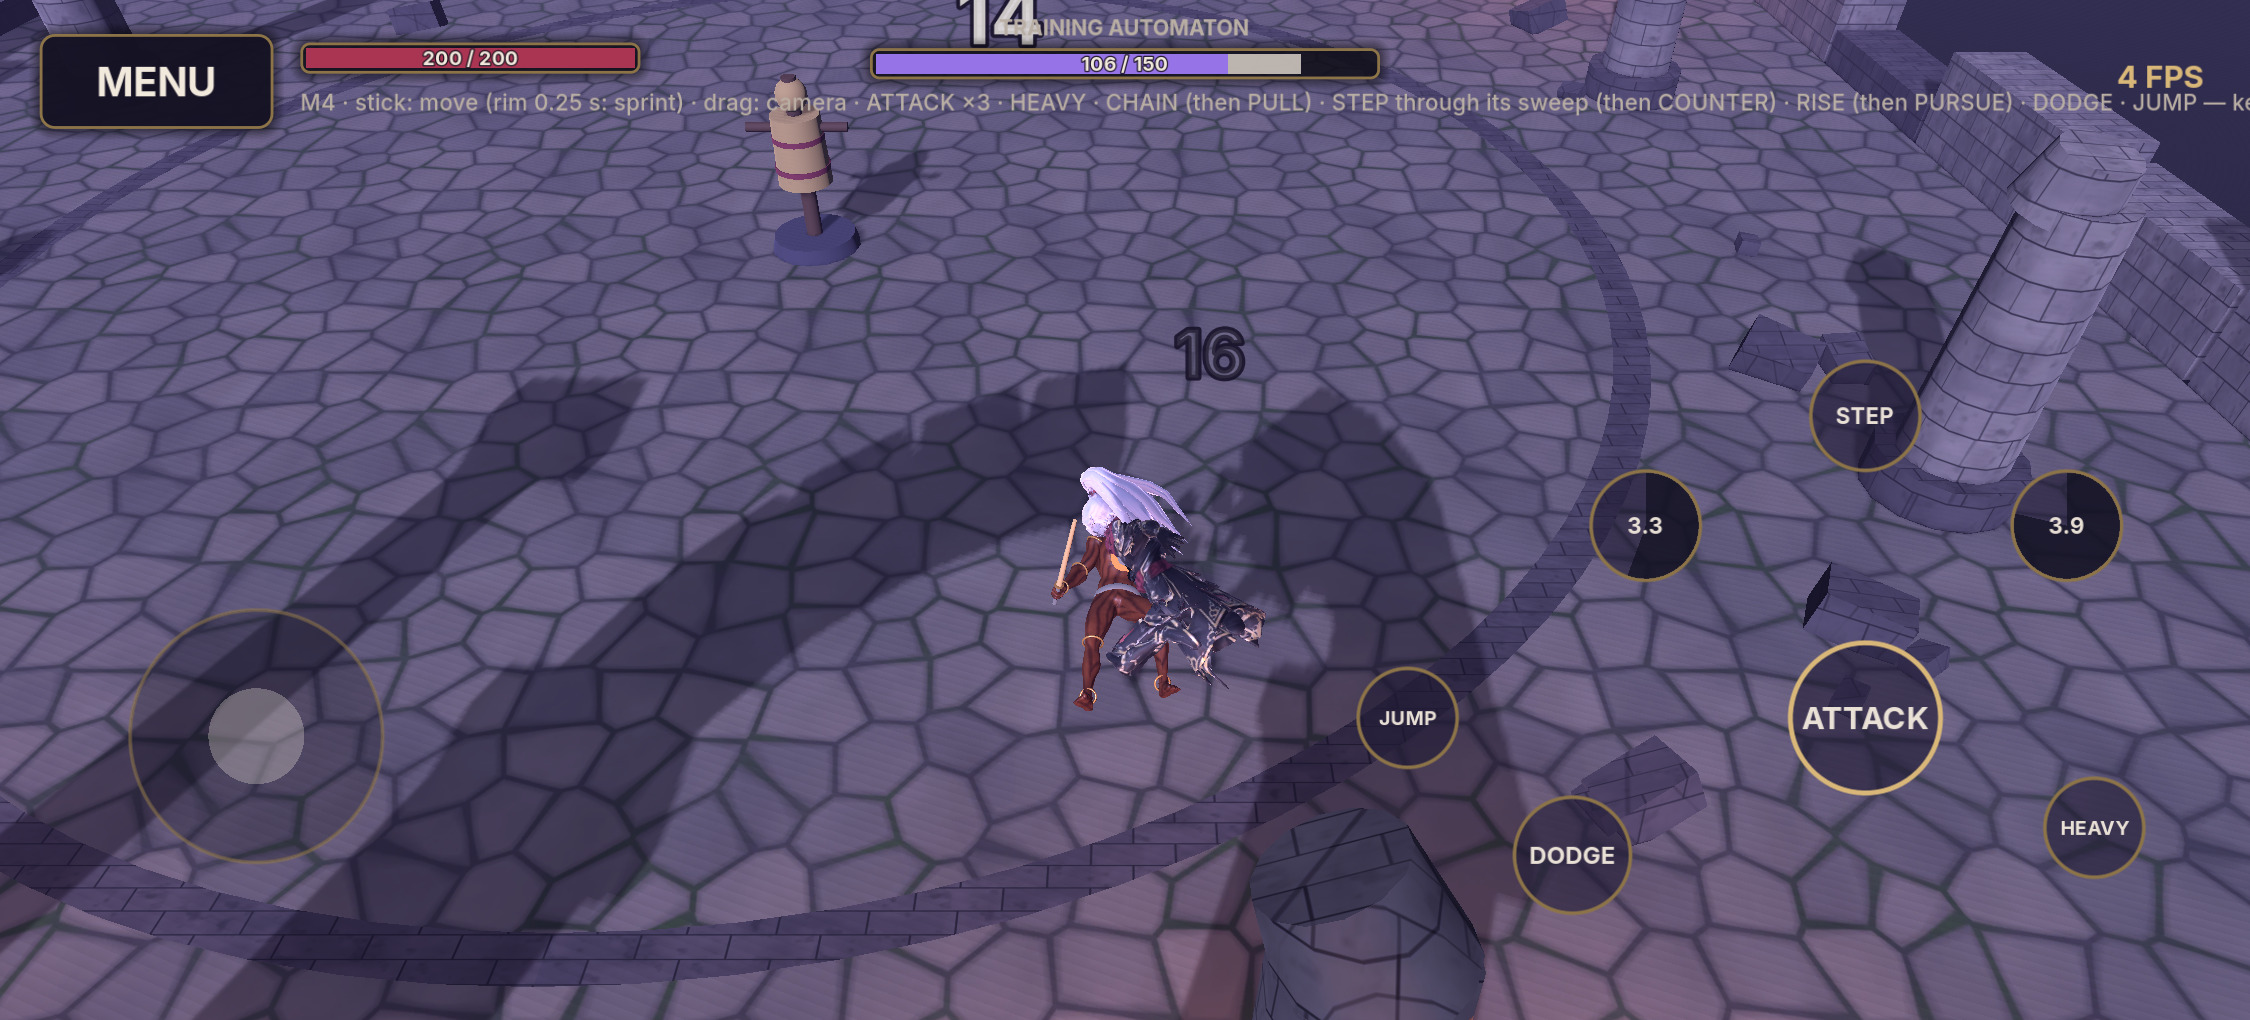 14
TRAINING AUTOMATON
MENU
200 / 200
106 / 150
4 FPS
M4 · stick: move (rim 0.25 s: sprint) · drag: camera · ATTACK ×3 · HEAVY · CHAIN (then PULL) · STEP through its sweep (then COUNTER) · RISE (then PURSUE) · DODGE · JUMP — ke
16
STEP
3.3
3.9
JUMP
ATTACK
DODGE
HEAVY